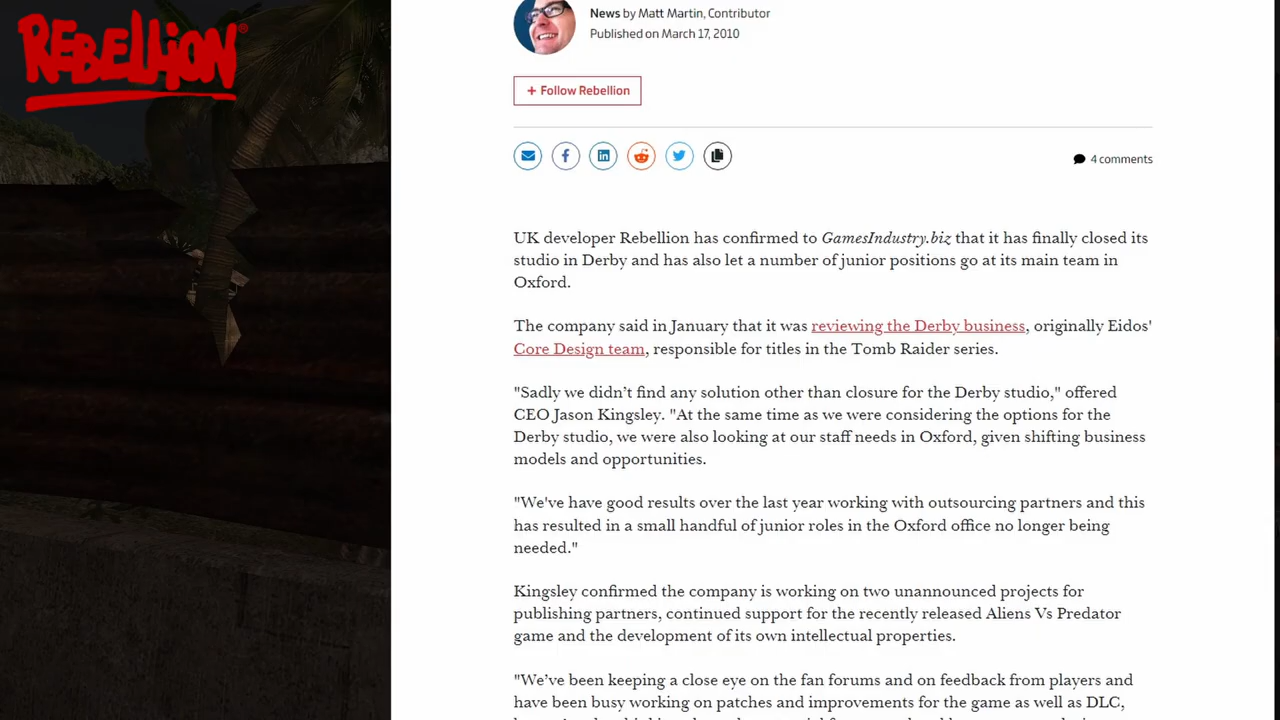 REBELLION®
News by Matt Martin, Contributor
Published on March 17, 2010
+ Follow Rebellion
4 comments
UK developer Rebellion has confirmed to GamesIndustry.biz that it has finally closed its
studio in Derby and has also let a number of junior positions go at its main team in
Oxford.
The company said in January that it was reviewing the Derby business, originally Eidos'
Core Design team, responsible for titles in the Tomb Raider series.
"Sadly we didn't find any solution other than closure for the Derby studio," offered
CEO Jason Kingsley. "At the same time as we were considering the options for the
Derby studio, we were also looking at our staff needs in Oxford, given shifting business
models and opportunities.
"We've have good results over the last year working with outsourcing partners and this
has resulted in a small handful of junior roles in the Oxford office no longer being
needed."
Kingsley confirmed the company is working on two unannounced projects for
publishing partners, continued support for the recently released Aliens Vs Predator
game and the development of its own intellectual properties.
"We've been keeping a close eye on the fan forums and on feedback from players and
have been busy working on patches and improvements for the game as well as DLC,